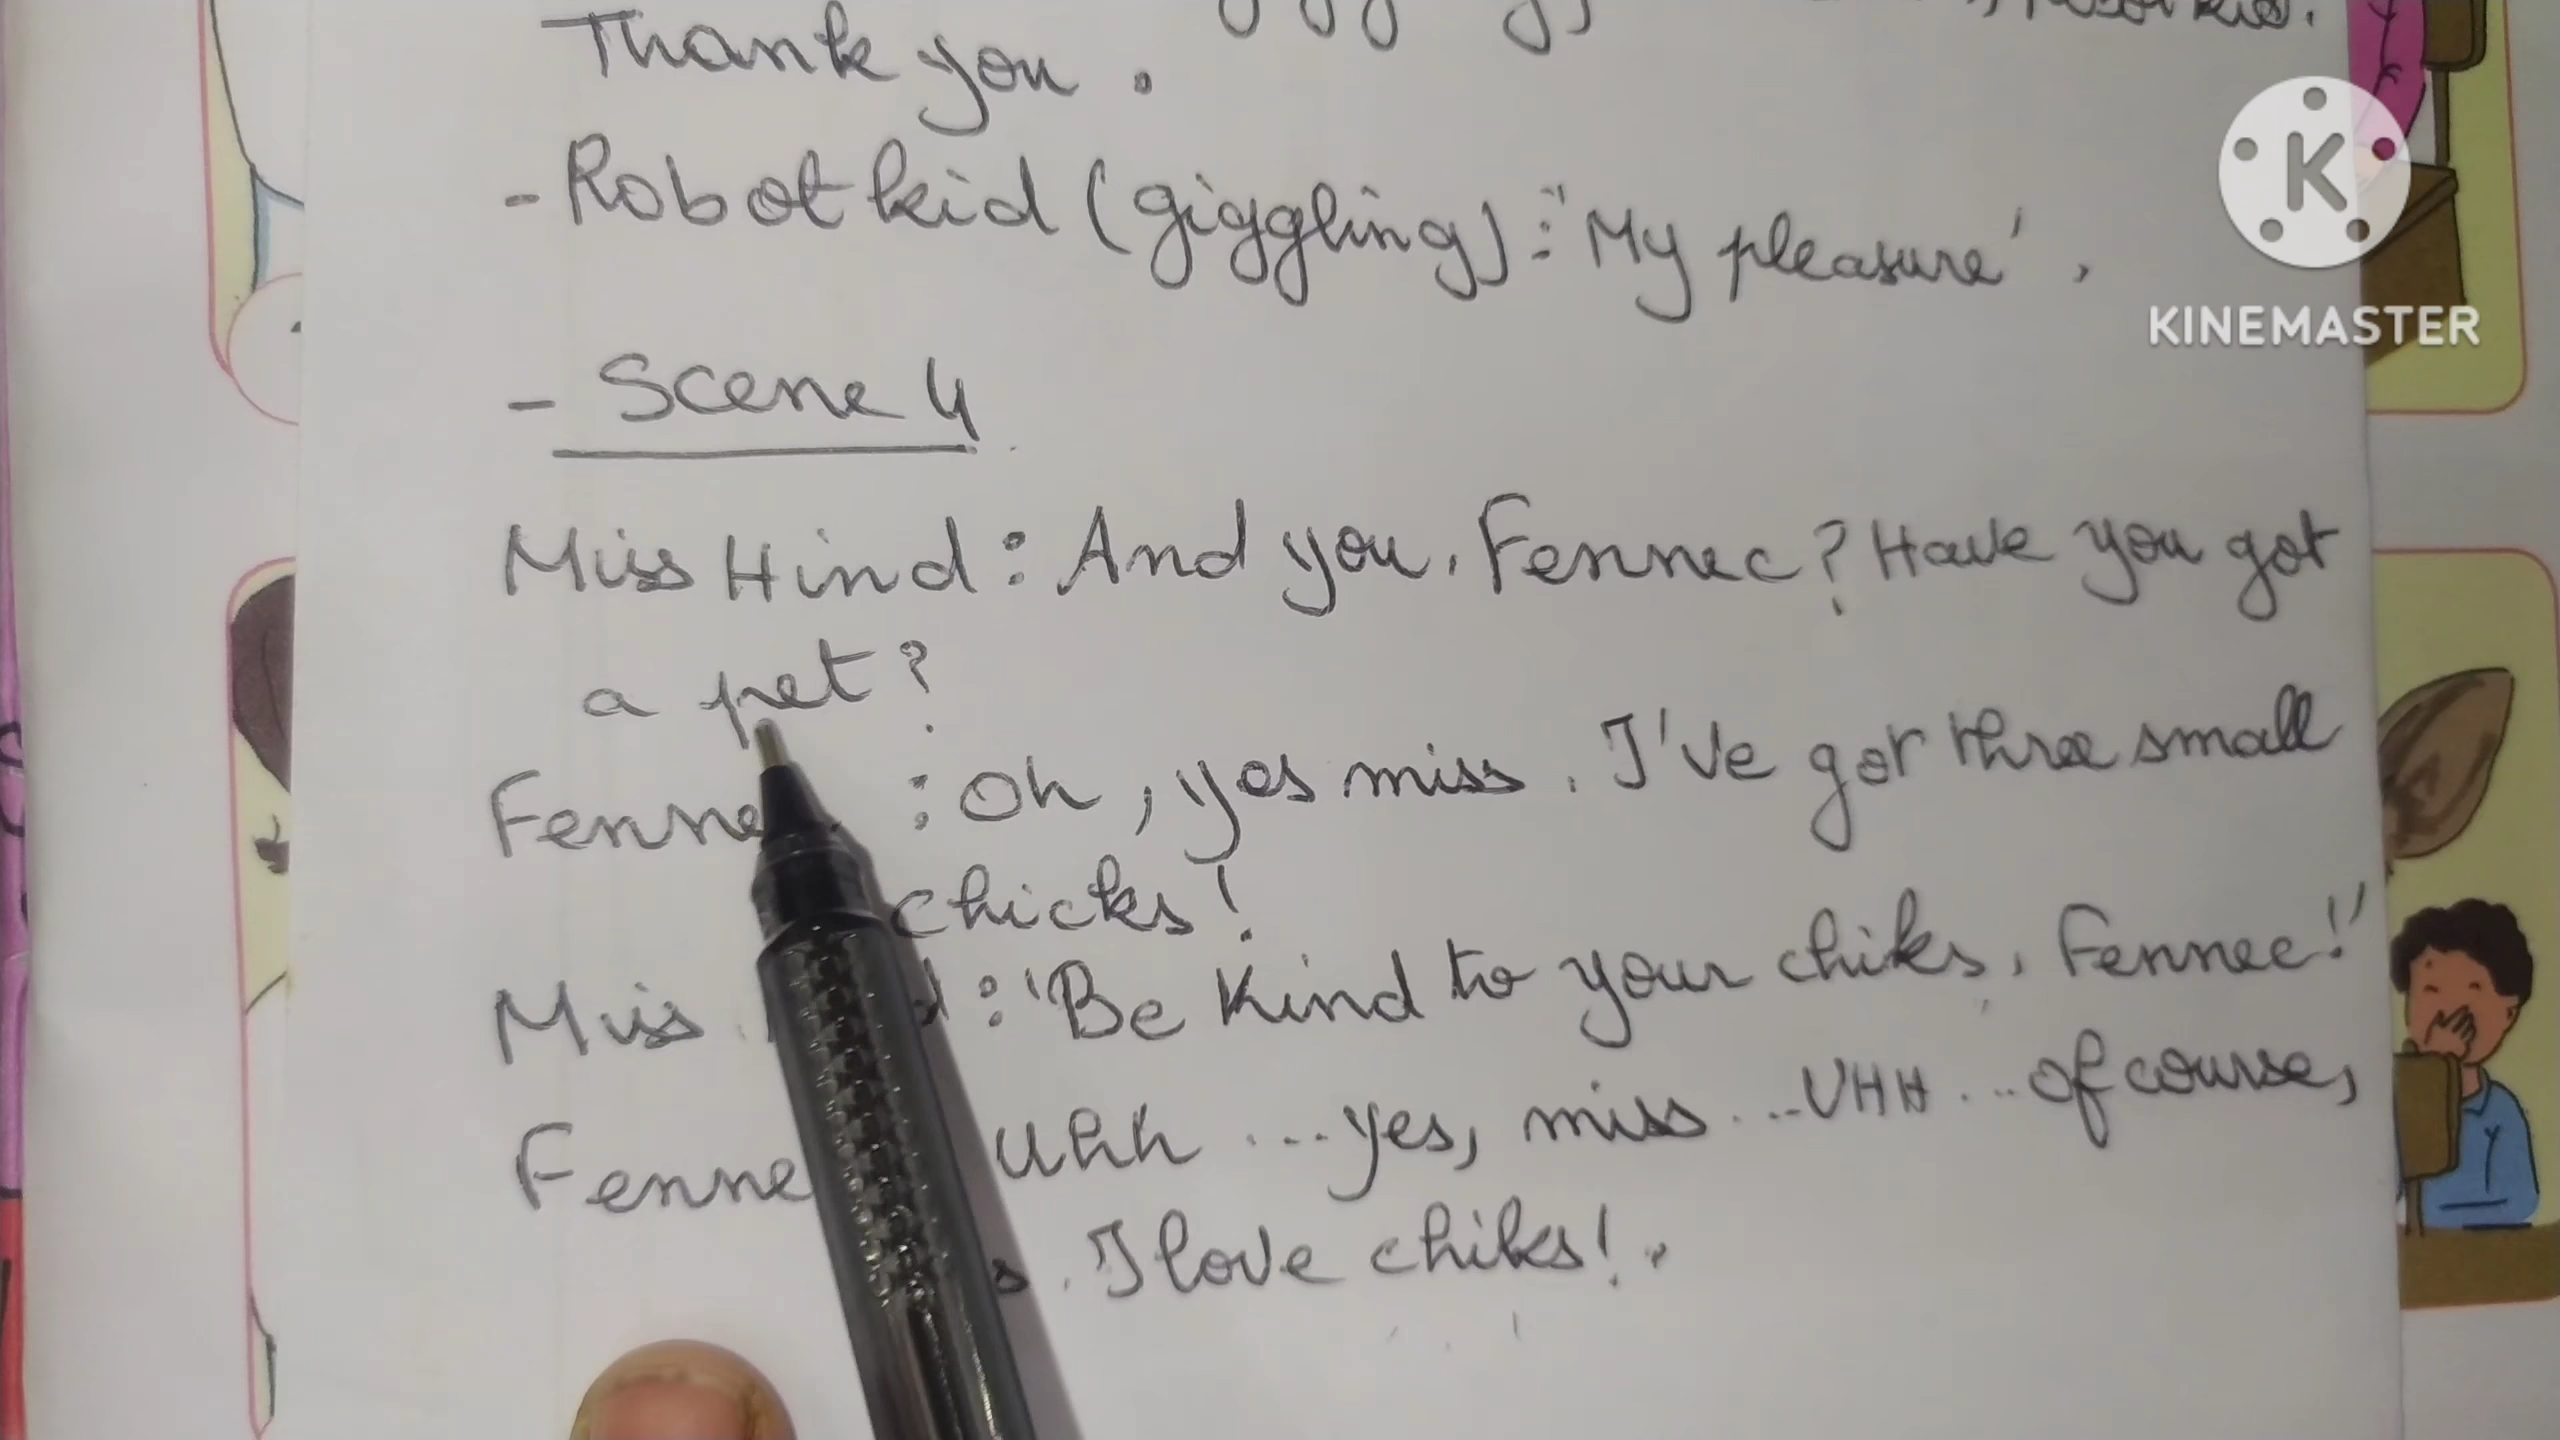 Thank you.
- Robot kid (giggling): "My pleasure".
KINEMASTER
- Scene 4
Miss Hind: And you, Fennec? Have you got
a pet?
Fenne : Oh, yes miss. I've got three small
chicks!
Miss : "Be kind to your chiks, Fennec!"
Fenne Uhh ... yes, miss ... UHH ... of course,
s. I love chiks!.